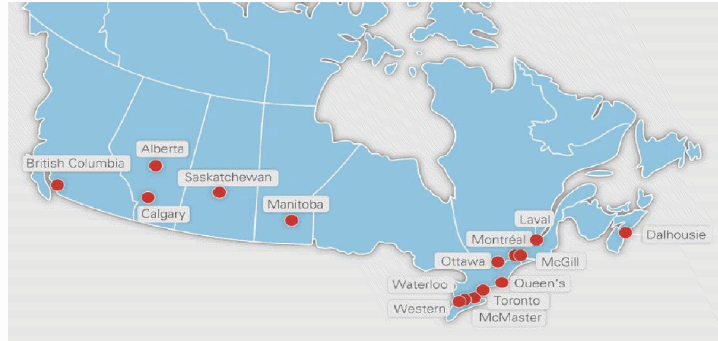 Alberta
British Columbia
Saskatchewan
Calgary
Manitoba
Laval
Montréal
Dalhousie
Ottawa
McGill
Waterloo
Queen's
Western
Toronto
McMaster